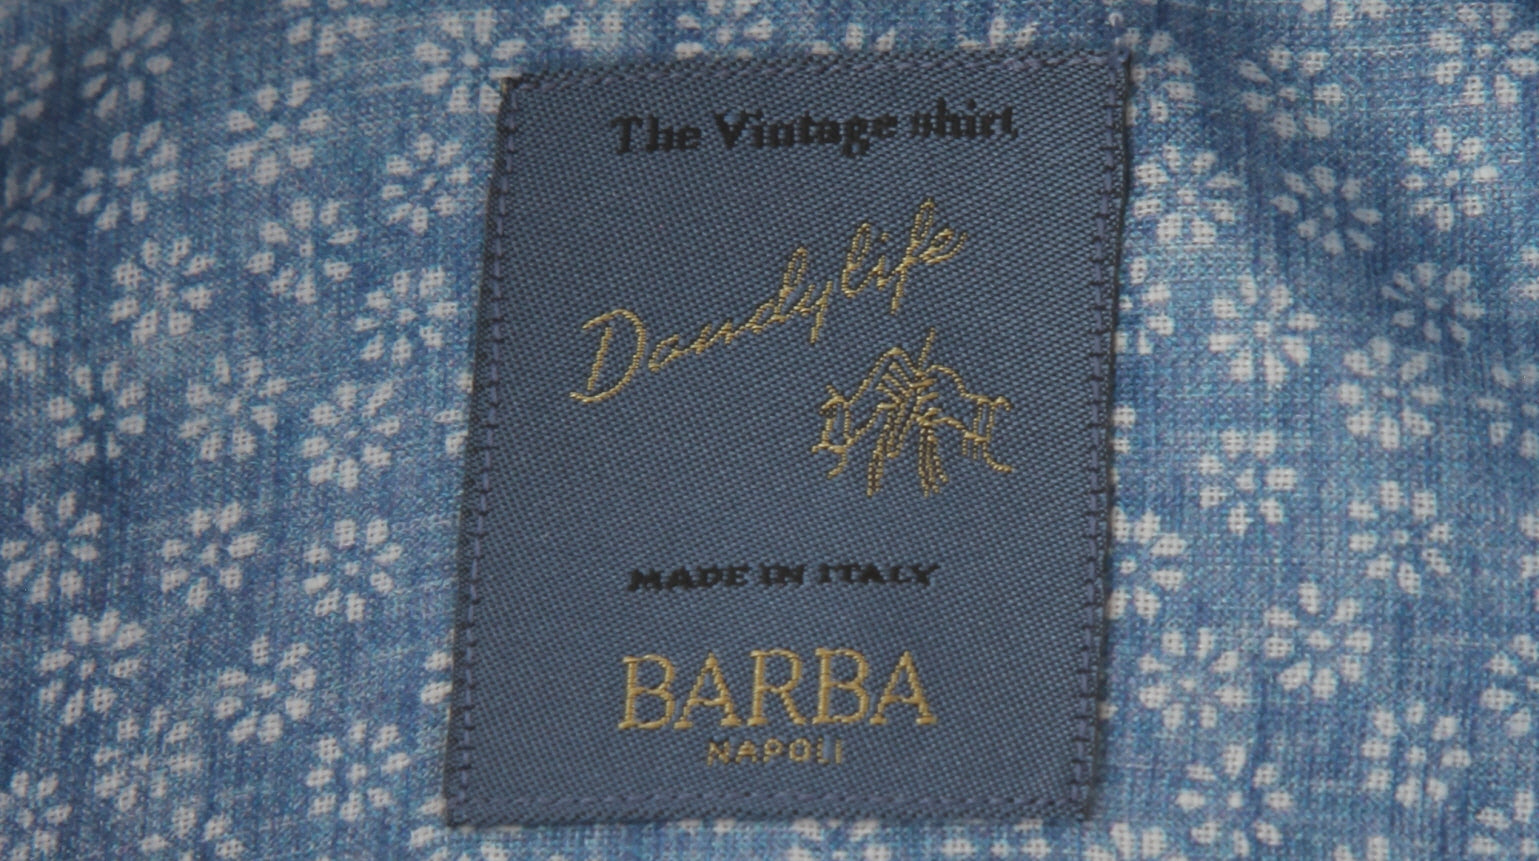 The Vintage shirt
Dandylife
MADE IN ITALY
BARBA
NAPOLI